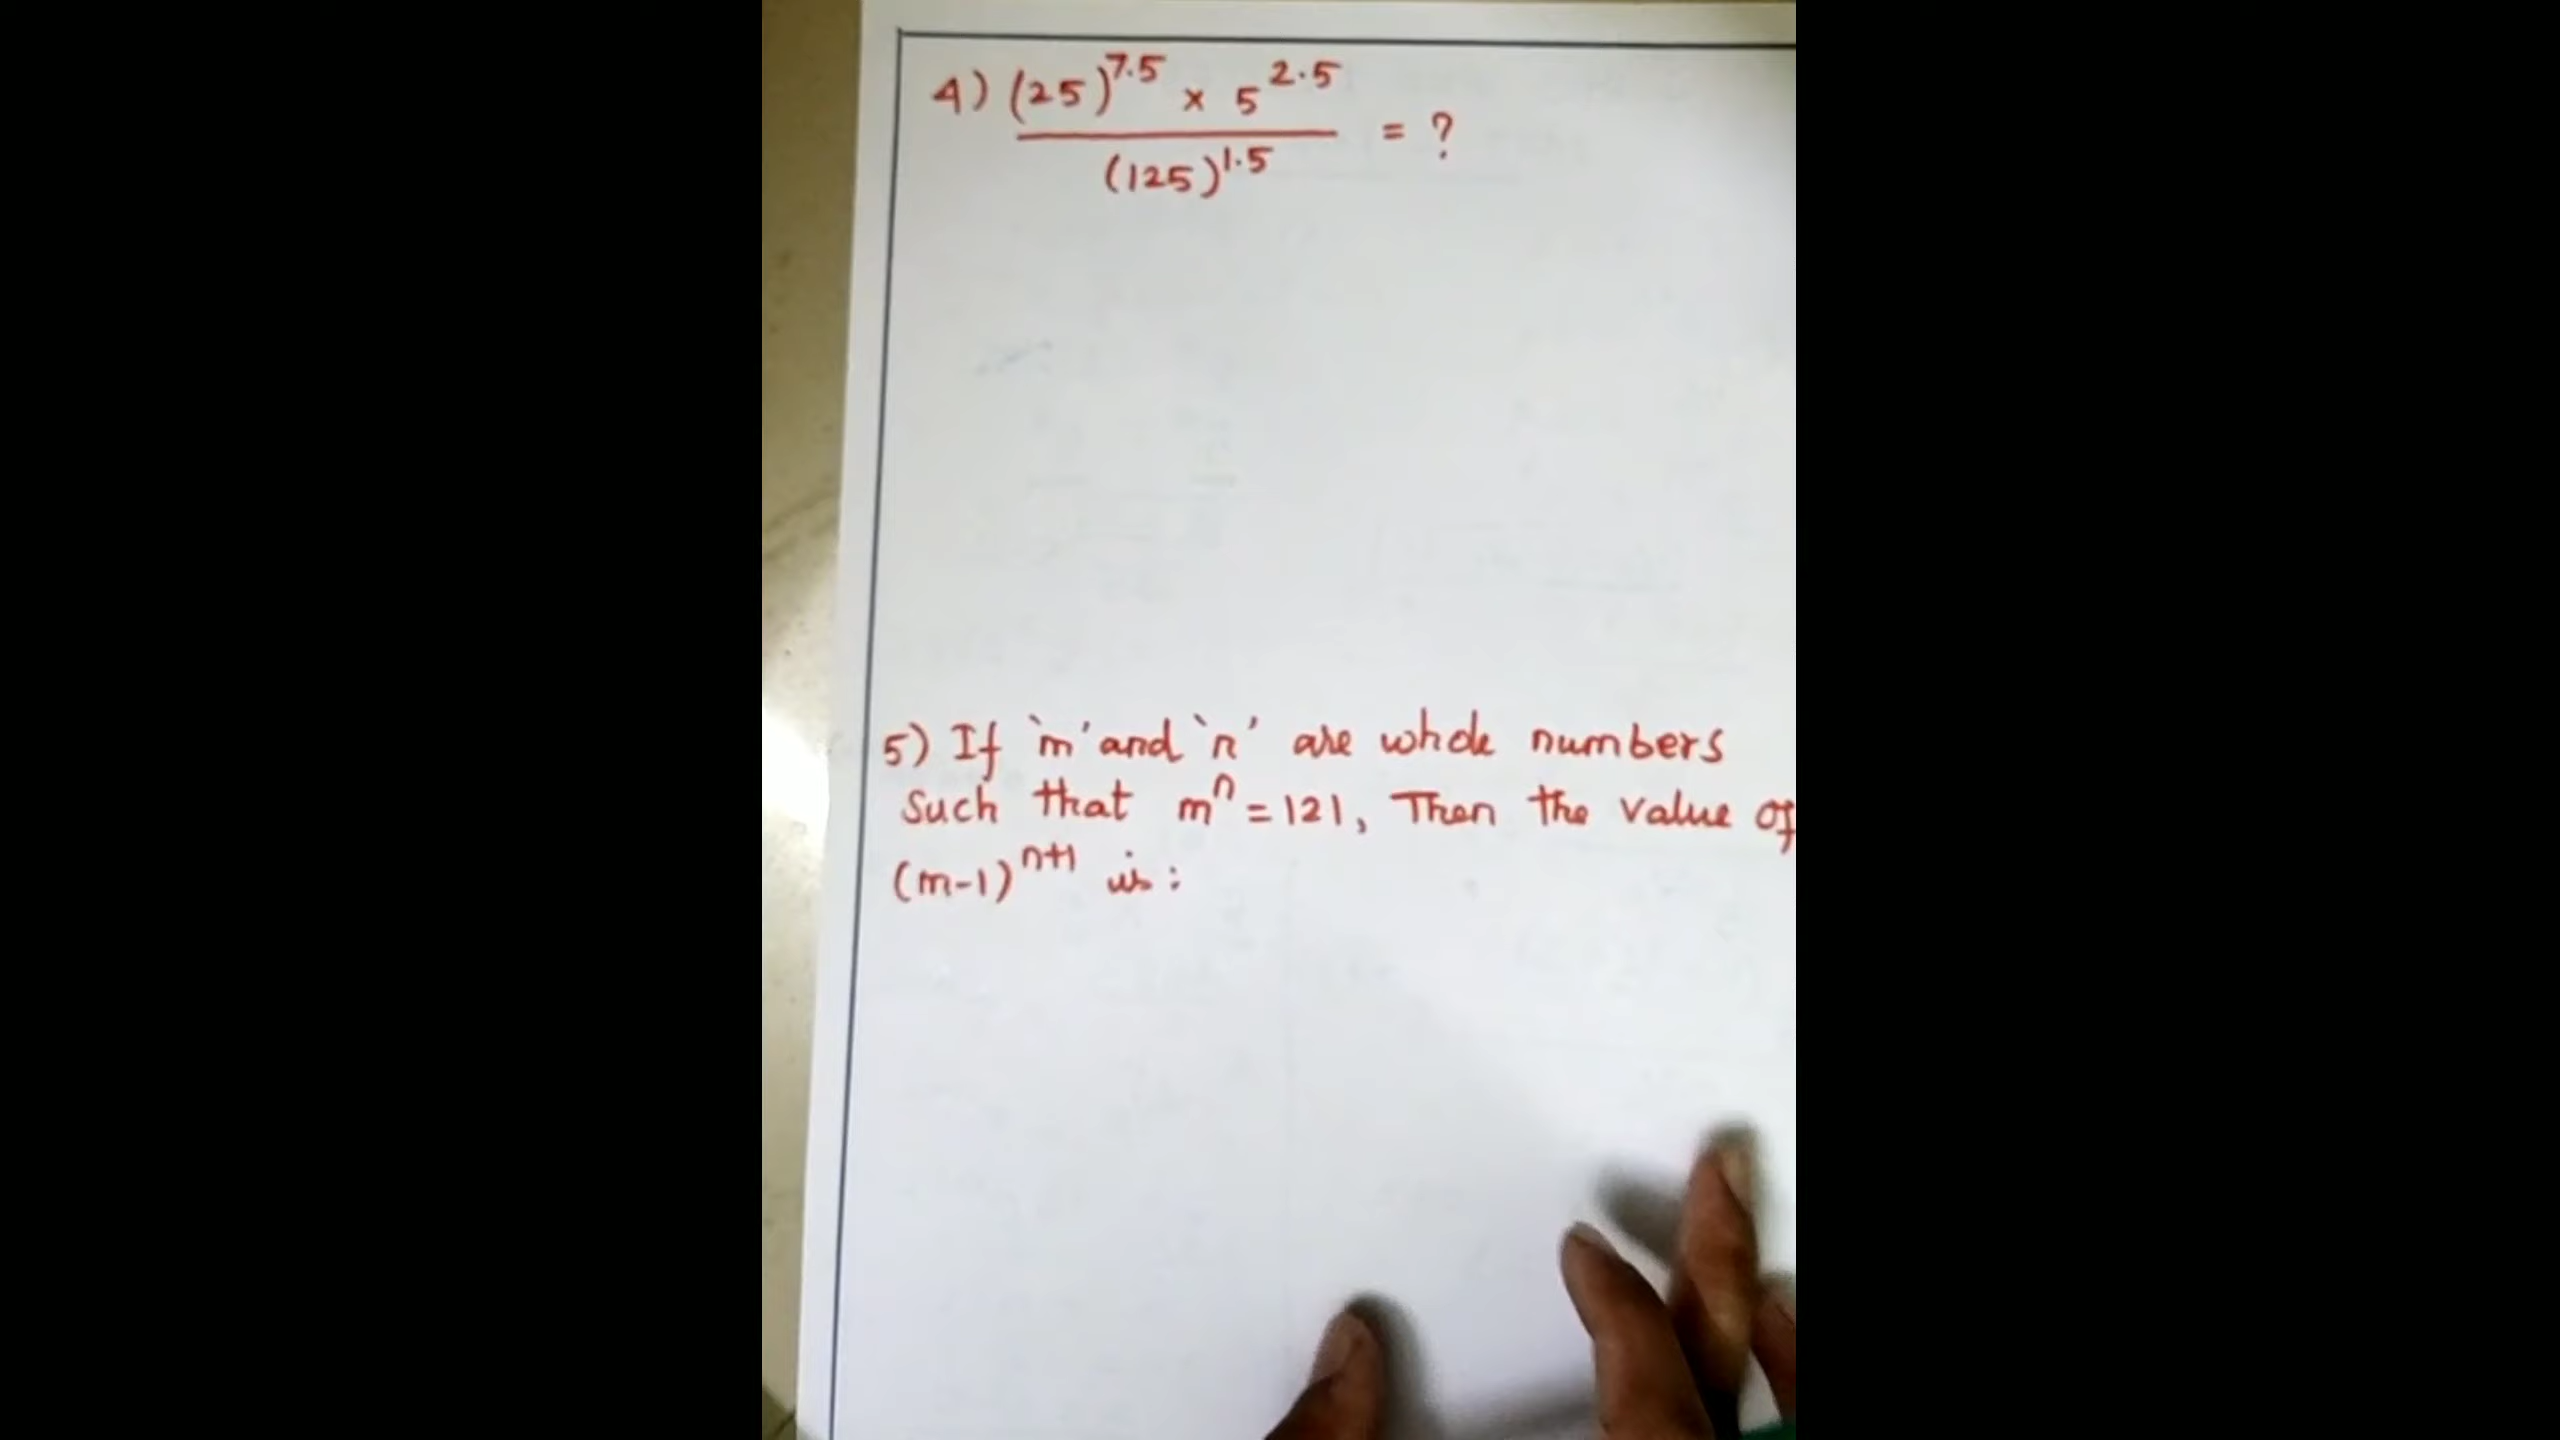 4) (25)^7.5 × 5^2.5
= ?
(125)^1.5
5) If `m' and `n' are whole numbers
Such that m^n = 121, Then the value of
(m-1)^n+1 is: